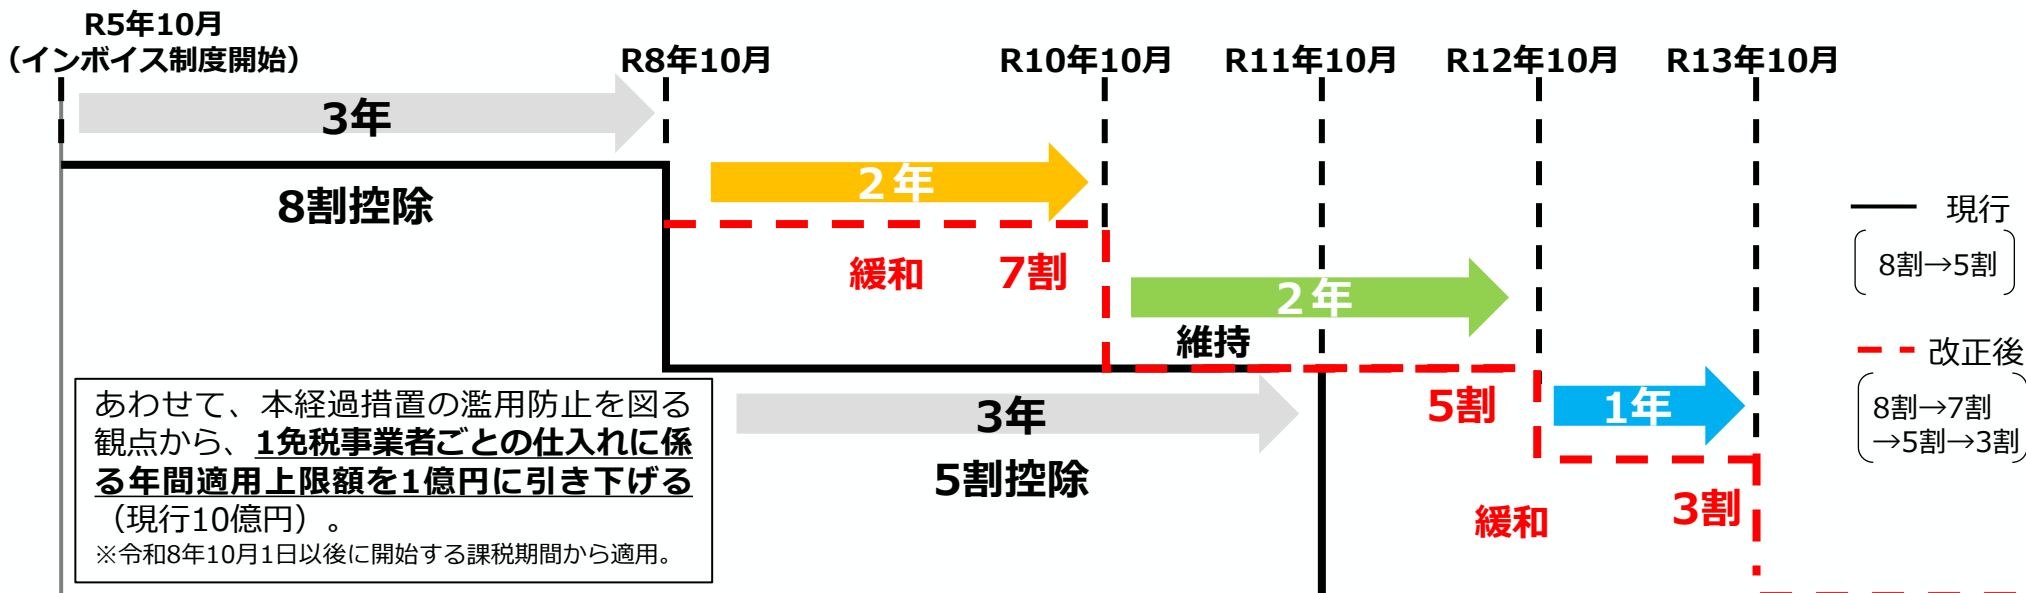 R5年10月
（インボイス制度開始）
R8年10月
R10年10月
R11年10月
R12年10月
R13年10月
3年
8割控除
２年
緩和
7割
２年
維持
5割
1年
緩和
3割
3年
5割控除
あわせて、本経過措置の濫用防止を図る
観点から、1免税事業者ごとの仕入れに係
る年間適用上限額を1億円に引き下げる
（現行10億円）。
※令和8年10月1日以後に開始する課税期間から適用。
現行
8割→5割
改正後
8割→7割
→5割→3割